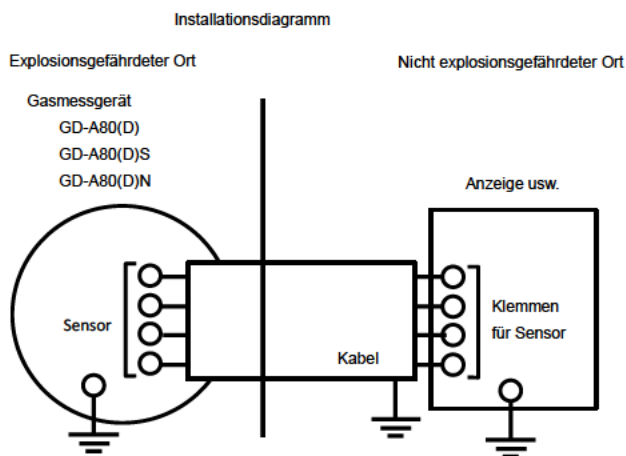 Installationsdiagramm
Explosionsgefährdeter Ort
Nicht explosionsgefährdeter Ort
Gasmessgerät
GD-A80(D)
GD-A80(D)S
GD-A80(D)N
Anzeige usw.
Sensor
Kabel
Klemmen
für Sensor